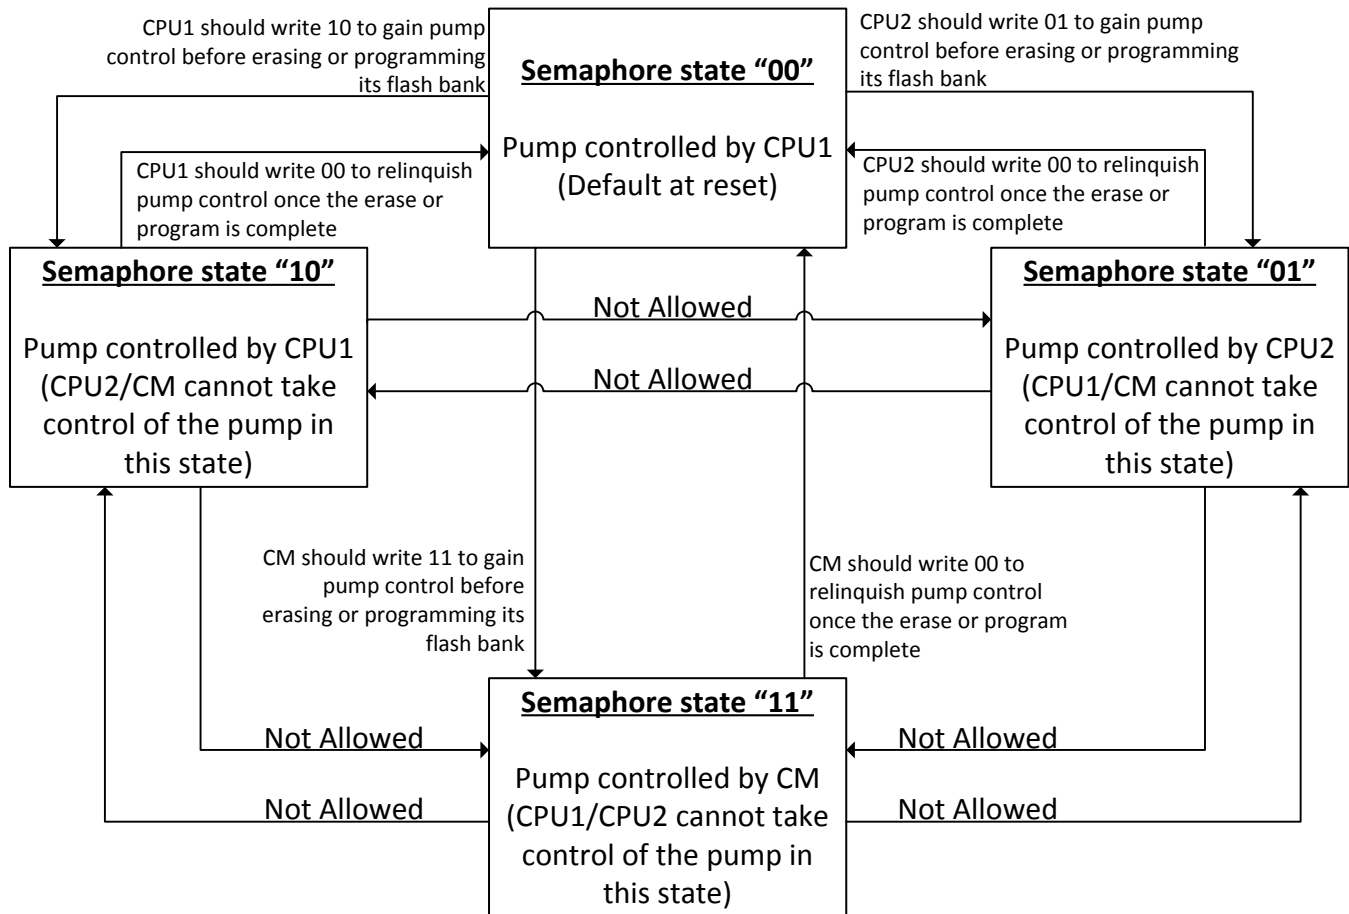 CPU1 should write 10 to gain pump
control before erasing or programming
its flash bank
CPU2 should write 01 to gain pump
control before erasing or programming
its flash bank
Semaphore state “00”
Pump controlled by CPU1
(Default at reset)
CPU1 should write 00 to relinquish
pump control once the erase or
program is complete
CPU2 should write 00 to relinquish
pump control once the erase or
program is complete
Semaphore state “10”
Pump controlled by CPU1
(CPU2/CM cannot take
control of the pump in
this state)
Not Allowed
Not Allowed
Semaphore state “01”
Pump controlled by CPU2
(CPU1/CM cannot take
control of the pump in
this state)
CM should write 11 to gain
pump control before
erasing or programming its
flash bank
CM should write 00 to
relinquish pump control
once the erase or program
is complete
Not Allowed
Not Allowed
Semaphore state “11”
Pump controlled by CM
(CPU1/CPU2 cannot take
control of the pump in
this state)
Not Allowed
Not Allowed